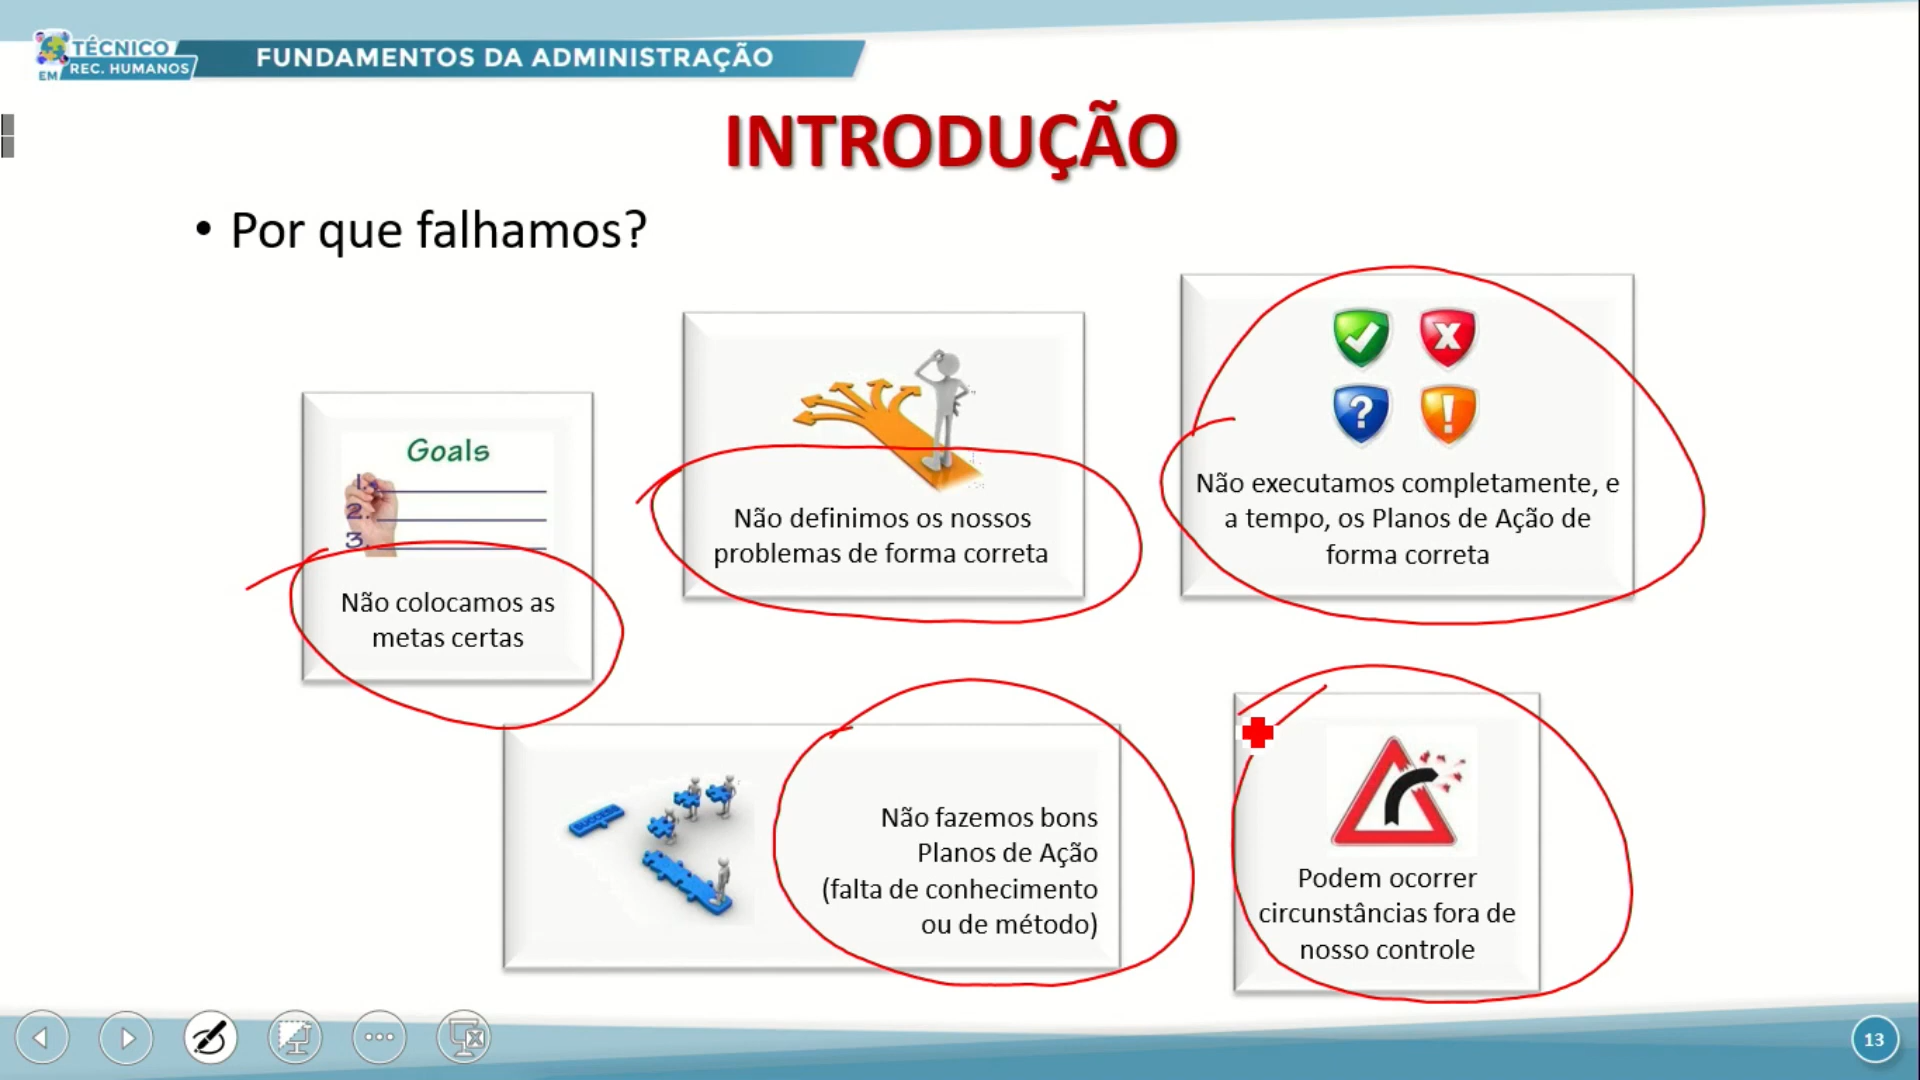 TÉCNICO
EM REC. HUMANOS
FUNDAMENTOS DA ADMINISTRAÇÃO
INTRODUÇÃO
• Por que falhamos?
Goals
1.
2.
3.
Não colocamos as
metas certas
Não definimos os nossos
problemas de forma correta
Não executamos completamente, e
a tempo, os Planos de Ação de
forma correta
SUCCESS
Não fazemos bons
Planos de Ação
(falta de conhecimento
ou de método)
Podem ocorrer
circunstâncias fora de
nosso controle
13